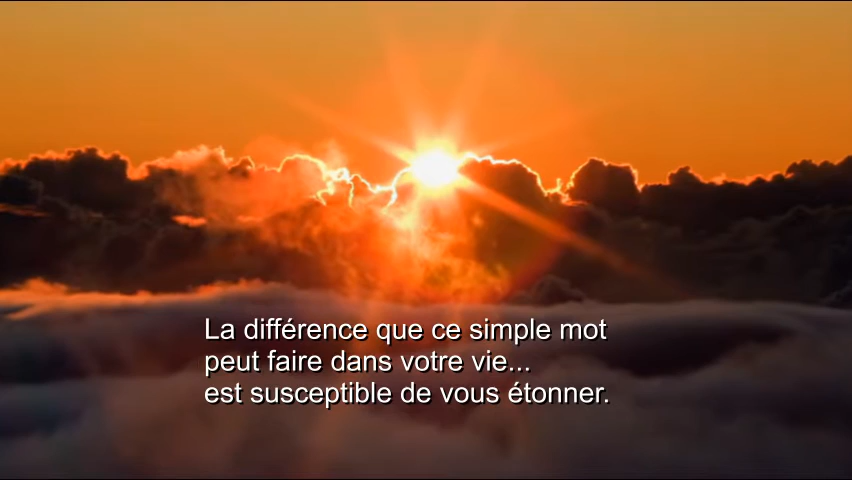 La différence que ce simple mot
peut faire dans votre vie...
est susceptible de vous étonner.